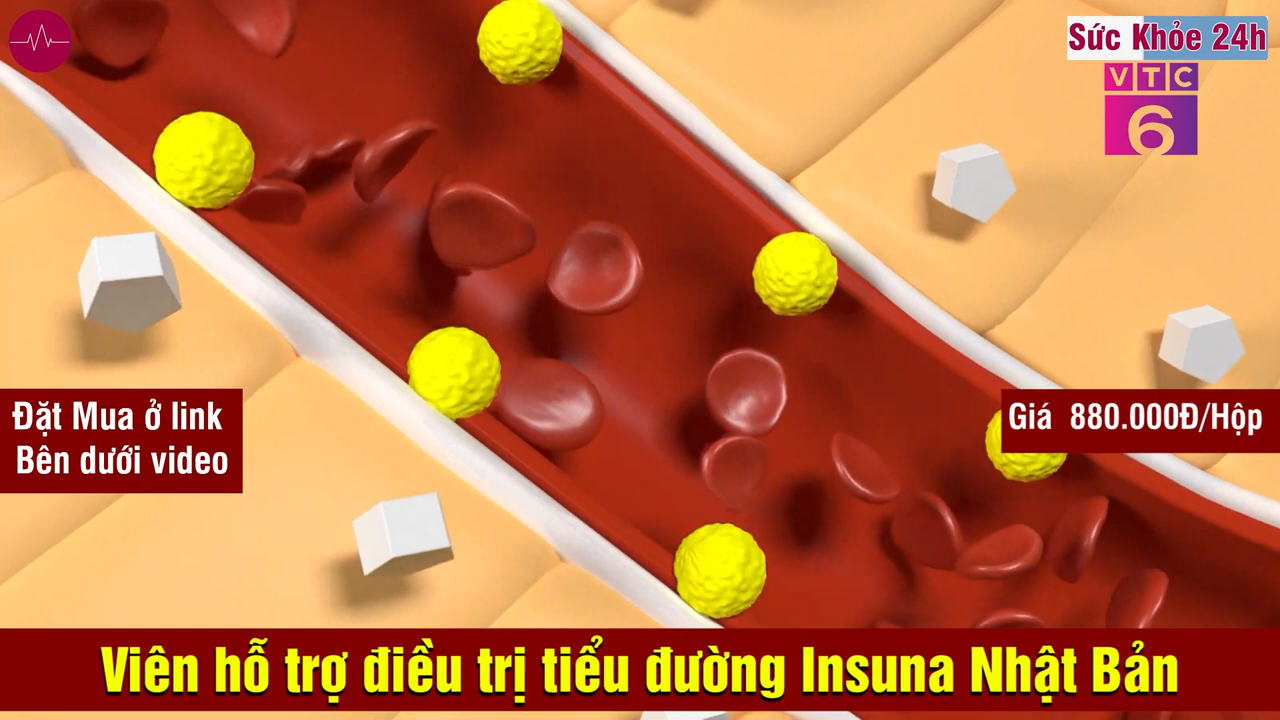 Sức Khỏe 24h
VTC
6
Đặt Mua ở link
Bên dưới video
Giá 880.000Đ/Hộp
Viên hỗ trợ điều trị tiểu đường Insuna Nhật Bản